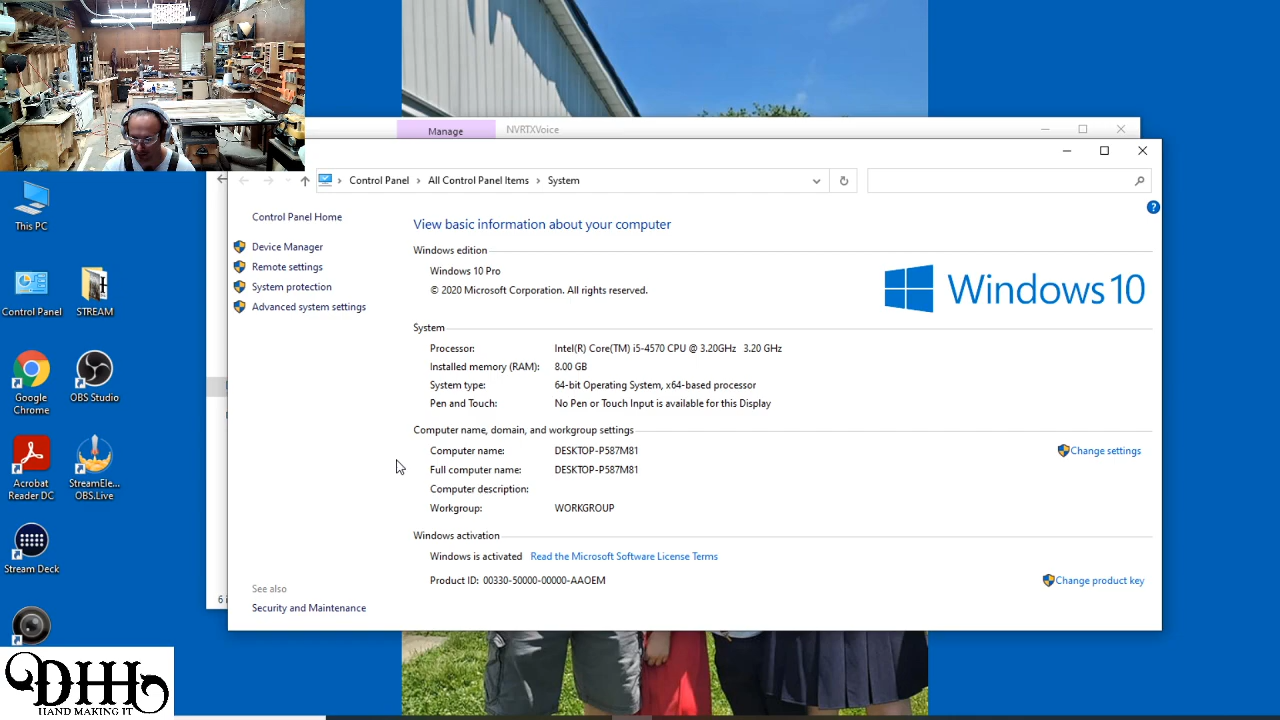 Manage
NVRTXVoice
Control Panel
All Control Panel Items
System
Control Panel Home
Device Manager
Remote settings
System protection
Advanced system settings
See also
Security and Maintenance
View basic information about your computer
Windows edition
Windows 10 Pro
© 2020 Microsoft Corporation. All rights reserved.
Windows 10
System
Processor: Intel(R) Core(TM) i5-4570 CPU @ 3.20GHz 3.20 GHz
Installed memory (RAM): 8.00 GB
System type: 64-bit Operating System, x64-based processor
Pen and Touch: No Pen or Touch Input is available for this Display
Computer name, domain, and workgroup settings
Computer name: DESKTOP-P587M81
Change settings
Full computer name: DESKTOP-P587M81
Computer description:
Workgroup: WORKGROUP
Windows activation
Windows is activated Read the Microsoft Software License Terms
Product ID: 00330-50000-00000-AAOEM
Change product key
This PC
Control Panel
STREAM
Google
Chrome
OBS Studio
Acrobat
Reader DC
StreamEle...
OBS.Live
Stream Deck
DHH
HAND MAKING IT